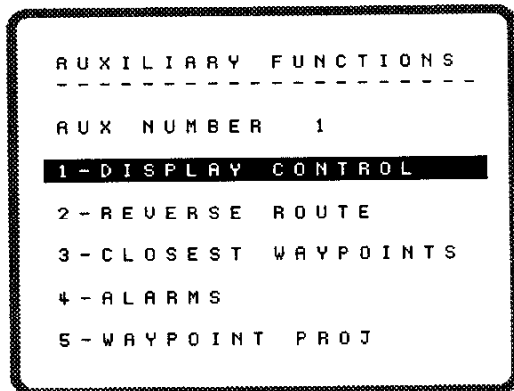 AUXILIARY FUNCTIONS
AUX NUMBER 1
1-DISPLAY CONTROL
2-REVERSE ROUTE
3-CLOSEST WAYPOINTS
4-ALARMS
5-WAYPOINT PROJ